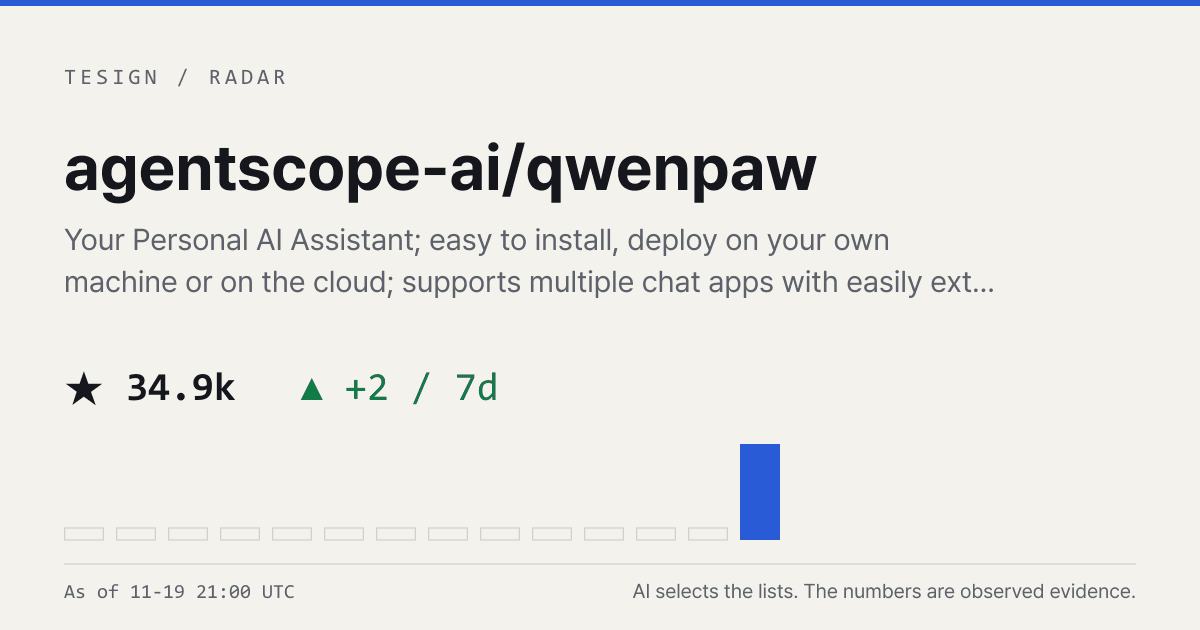 TESIGN / RADAR
agentscope-ai/qwenpaw
Your Personal AI Assistant; easy to install, deploy on your own
machine or on the cloud; supports multiple chat apps with easily ext…
★ 34.9k ▲ +2 / 7d
As of 11-19 21:00 UTC
AI selects the lists. The numbers are observed evidence.